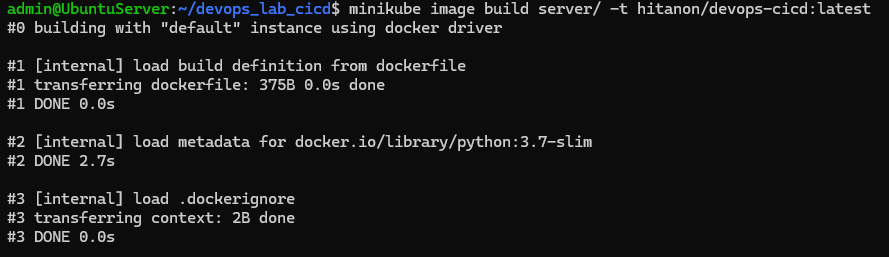 admin@UbuntuServer:~/devops_lab_cicd$ minikube image build server/ -t hitanon/devops-cicd:latest
#0 building with "default" instance using docker driver
#1 [internal] load build definition from dockerfile
#1 transferring dockerfile: 375B 0.0s done
#1 DONE 0.0s
#2 [internal] load metadata for docker.io/library/python:3.7-slim
#2 DONE 2.7s
#3 [internal] load .dockerignore
#3 transferring context: 2B done
#3 DONE 0.0s